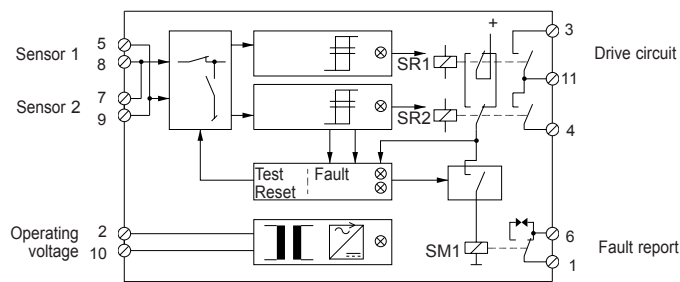 Sensor 1
5
8
Sensor 2
7
9
SR1
SR2
+
3
Drive circuit
11
4
Test
Reset
Fault
Operating
voltage
2
10
SM1
6
Fault report
1